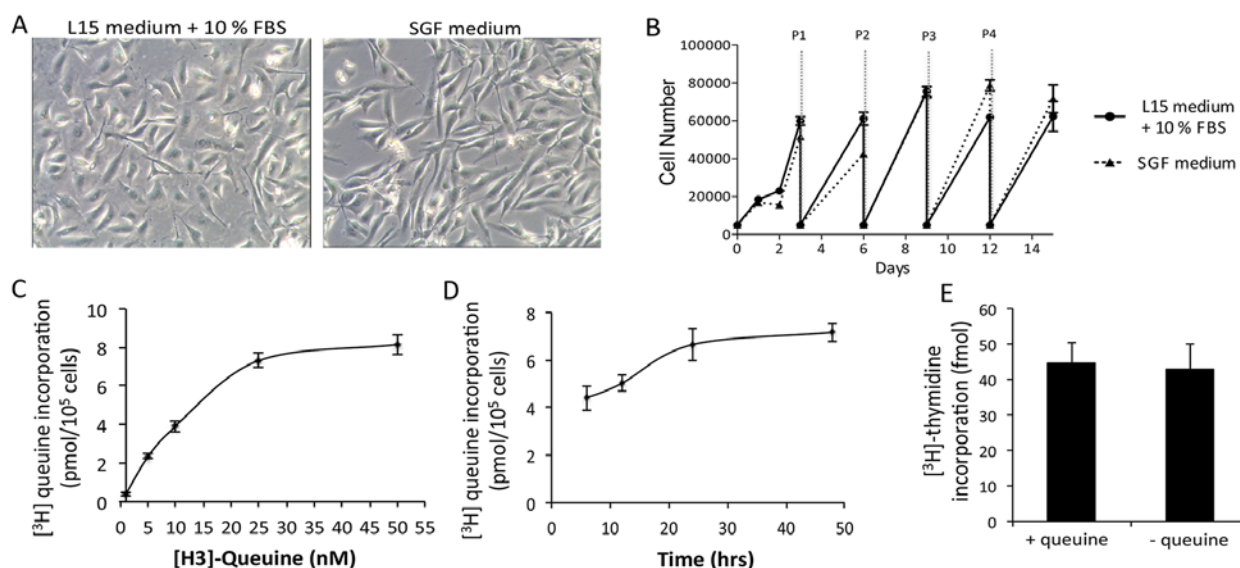 A
L15 medium + 10 % FBS
SGF medium
B
P1
P2
P3
P4
100000
80000
60000
40000
20000
0
Cell Number
0
2
4
6
8
10
12
14
Days
L15 medium
+ 10 % FBS
SGF medium
C
[³H] queuine incorporation
(pmol/10⁵ cells)
10
8
6
4
2
0
0 5 10 15 20 25 30 35 40 45 50 55
[H3]-Queuine (nM)
D
[³H] queuine incorporation
(pmol/10⁵ cells)
8
6
4
2
0
0
10
20
30
40
50
Time (hrs)
E
[³H]-thymidine
incorporation (fmol)
60
50
40
30
20
10
0
+ queuine
- queuine